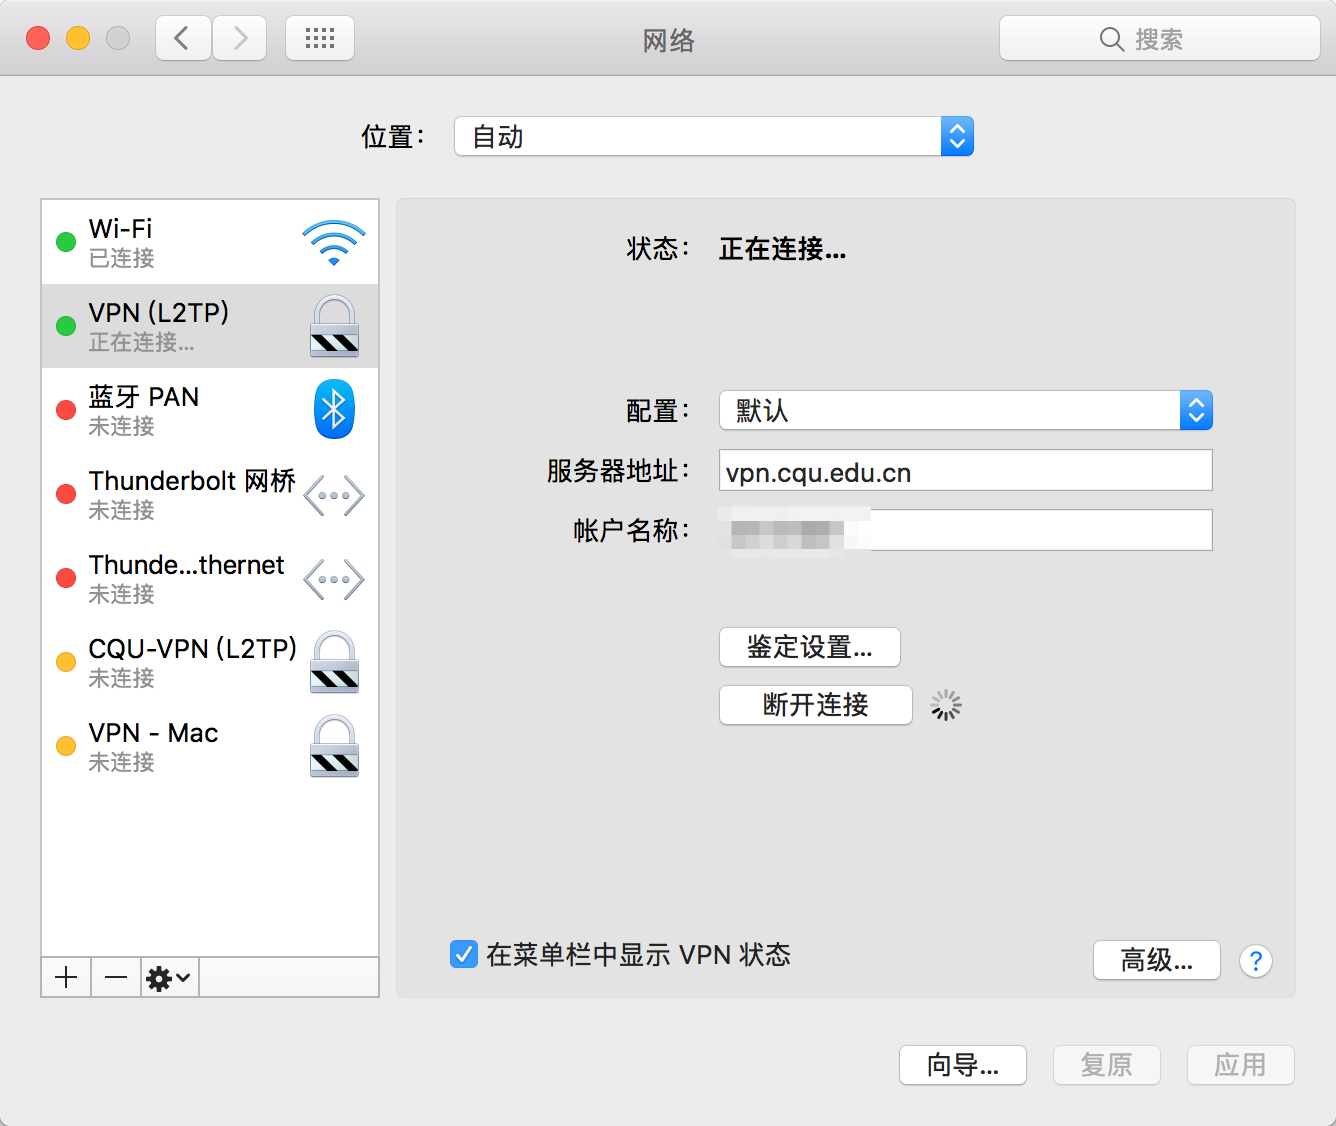 网络
搜索
位置：
自动
Wi-Fi
已连接
VPN (L2TP)
正在连接...
蓝牙 PAN
未连接
Thunderbolt 网桥
未连接
Thunde...thernet
未连接
CQU-VPN (L2TP)
未连接
VPN - Mac
未连接
状态： 正在连接...
配置： 默认
服务器地址： vpn.cqu.edu.cn
帐户名称：
鉴定设置...
断开连接
在菜单栏中显示 VPN 状态
高级... ?
向导... 复原 应用